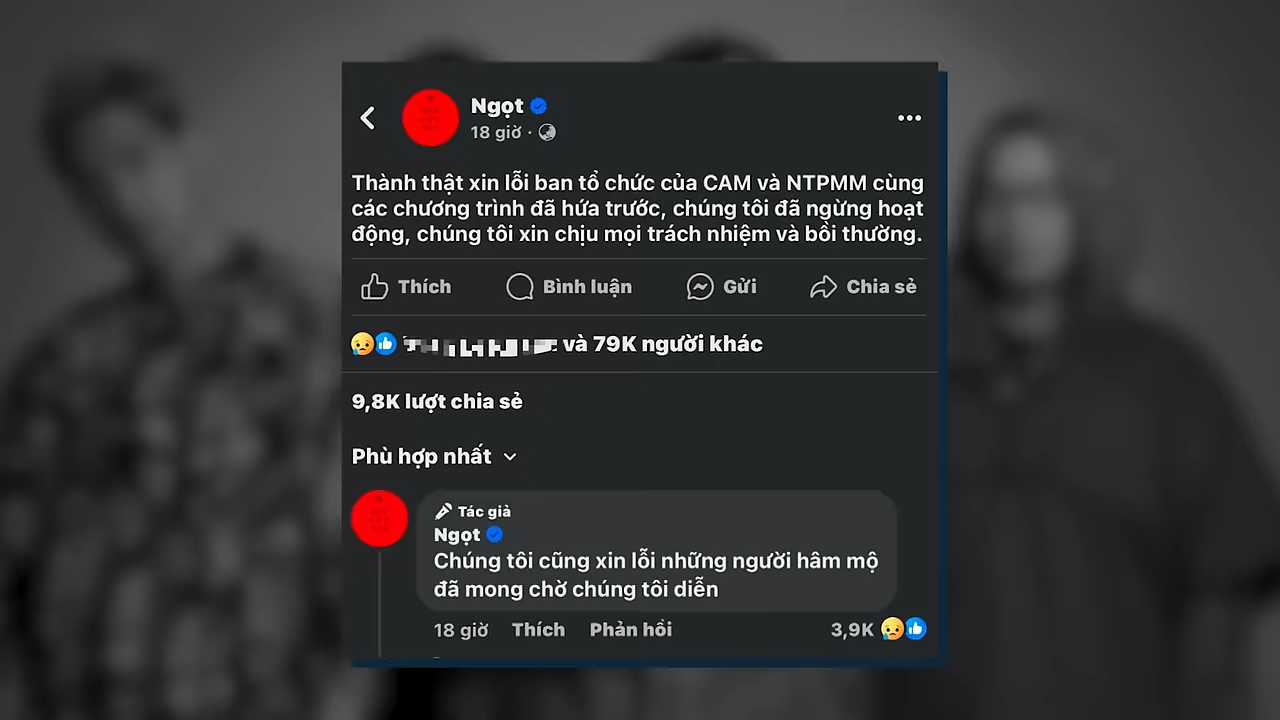 Ngọt
18 giờ ·
Thành thật xin lỗi ban tổ chức của CAM và NTPMM cùng
các chương trình đã hứa trước, chúng tôi đã ngừng hoạt
động, chúng tôi xin chịu mọi trách nhiệm và bồi thường.
Thích Bình luận Gửi Chia sẻ
và 79K người khác
9,8K lượt chia sẻ
Phù hợp nhất
Tác giả
Ngọt
Chúng tôi cũng xin lỗi những người hâm mộ
đã mong chờ chúng tôi diễn
18 giờ Thích Phản hồi 3,9K